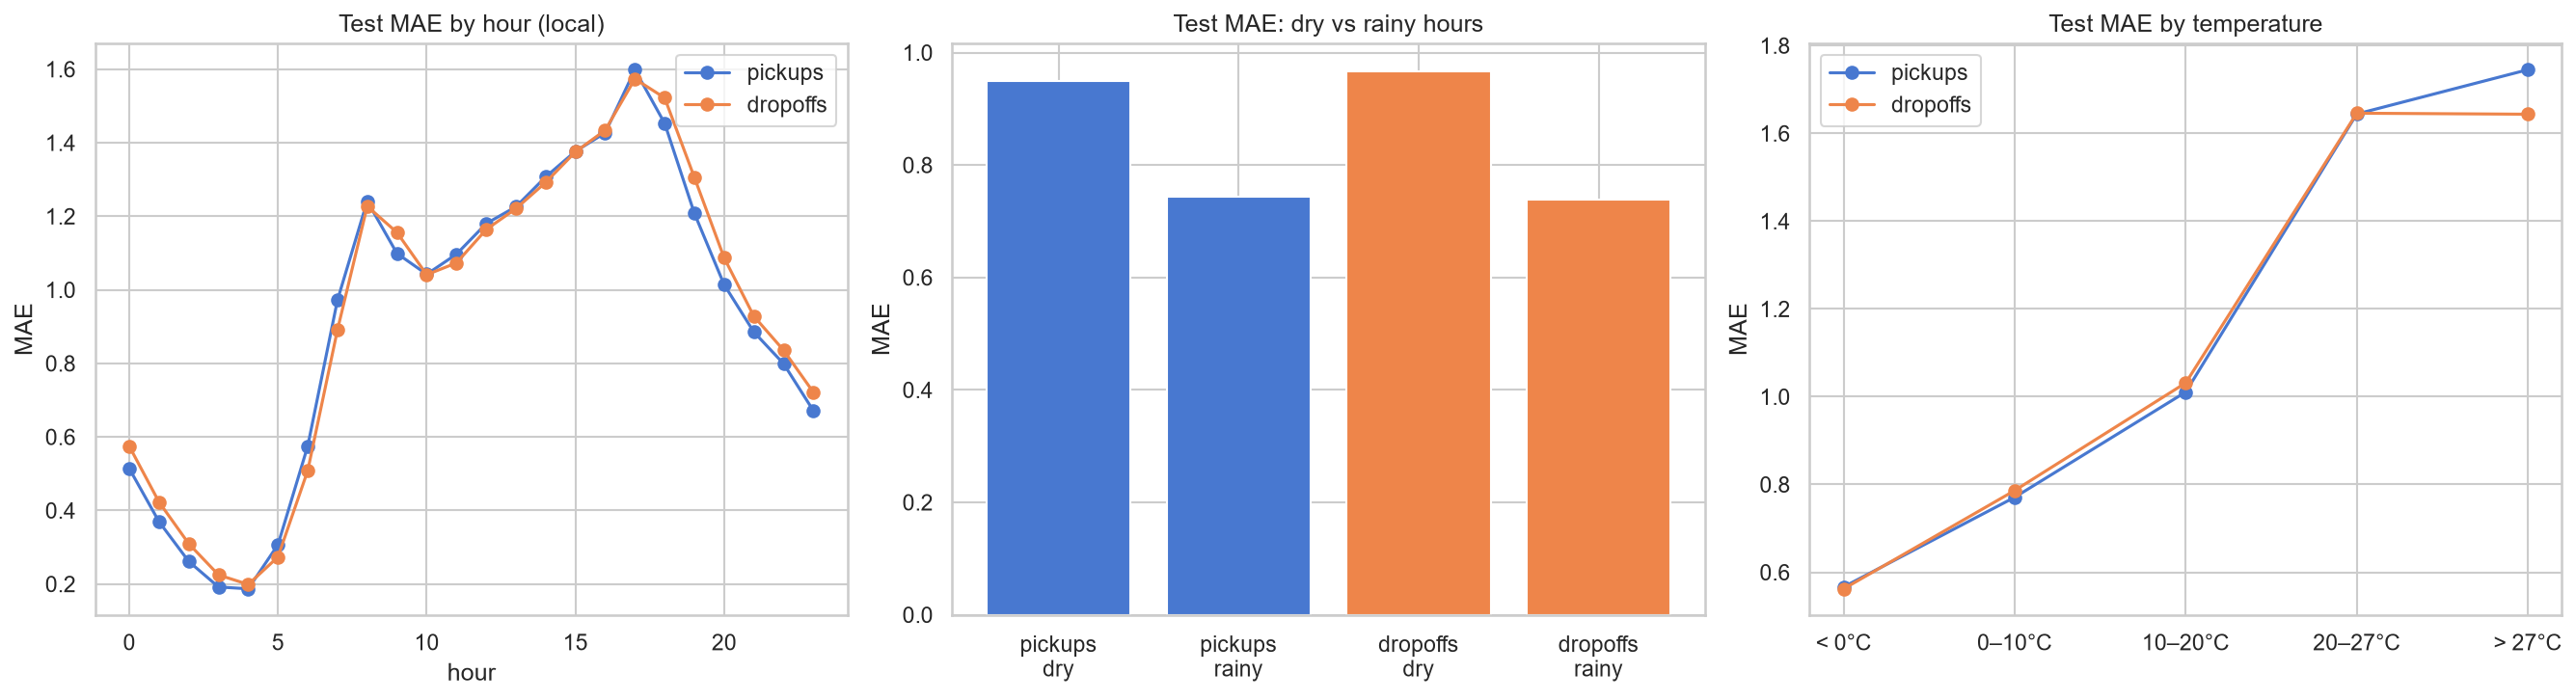 Test MAE by hour (local)
pickups
dropoffs
MAE
1.6
1.4
1.2
1.0
0.8
0.6
0.4
0.2
0 5 10 15 20
hour
Test MAE: dry vs rainy hours
MAE
1.0
0.8
0.6
0.4
0.2
0.0
pickups dry
pickups rainy
dropoffs dry
dropoffs rainy
Test MAE by temperature
pickups
dropoffs
MAE
1.8
1.6
1.4
1.2
1.0
0.8
0.6
< 0°C 0–10°C 10–20°C 20–27°C > 27°C